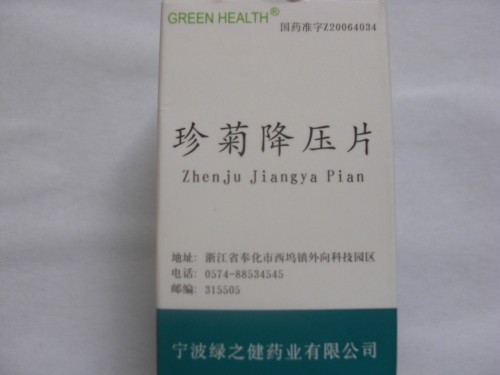 GREEN HEALTH®
国药准字Z20064034
珍菊降压片
Zhenju Jiangya Pian
地址: 浙江省奉化市西坞镇外向科技园区
电话: 0574-88534545
邮编: 315505
宁波绿之健药业有限公司